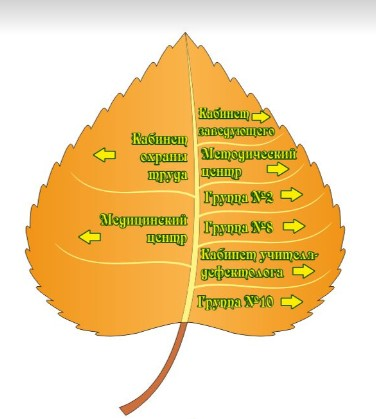 Кабинет
охраны
труда
Медицинский
центр
Кабинет
заведующего
Методический
центр
Группа №2
Группа №8
Кабинет учителя-
дефектолога
Группа №10